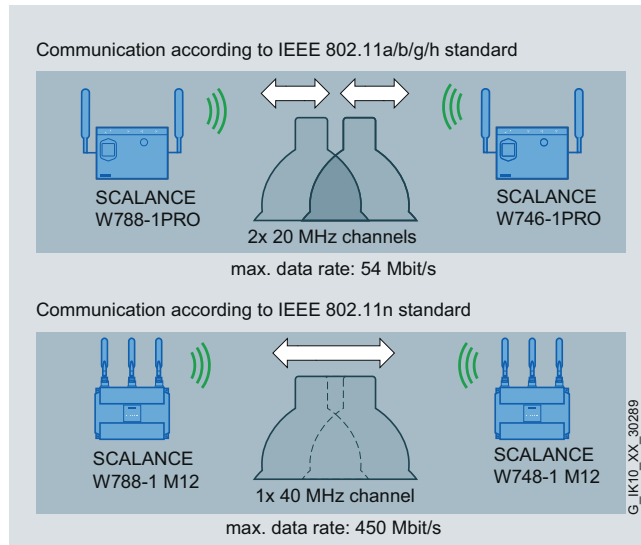 Communication according to IEEE 802.11a/b/g/h standard
SCALANCE
W788-1PRO
2x 20 MHz channels
SCALANCE
W746-1PRO
max. data rate: 54 Mbit/s
Communication according to IEEE 802.11n standard
SCALANCE
W788-1 M12
1x 40 MHz channel
SCALANCE
W748-1 M12
max. data rate: 450 Mbit/s
G_IK10_XX_30289